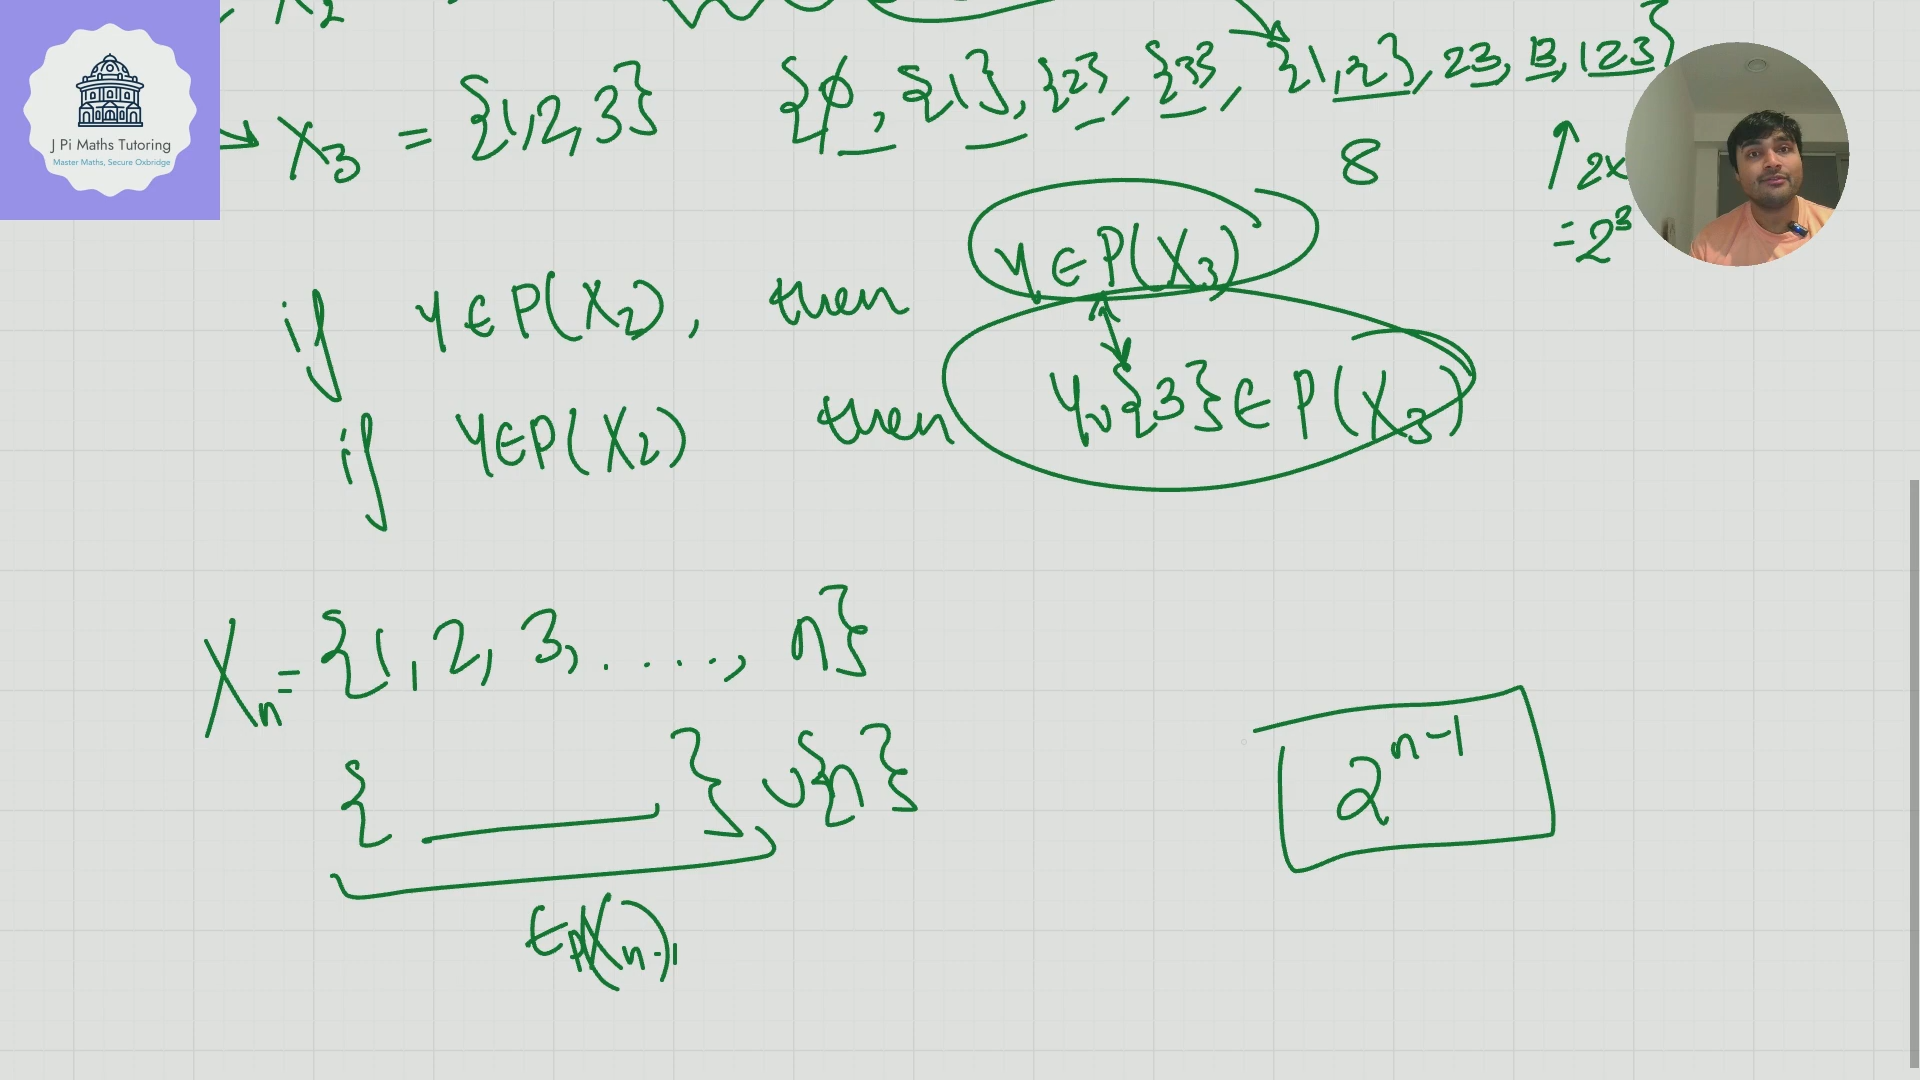 X₂
J Pi Maths Tutoring
Master Maths, Secure Oxbridge
→ X₃ = {1,2,3} {∅, {1}, {2}, {3}, {1,2}, 23, 13, 123}
8
↑ 2x
= 2³
if Y ∈ P(X₂), then Y ∈ P(X₃)
if Y ∈ P(X₂) then Y ∪ {3} ∈ P(X₃)
Xₙ = {1, 2, 3, ...., n}
{ ______ } ∪ {n}
∈ P(Xₙ₋₁)
2ⁿ⁻¹